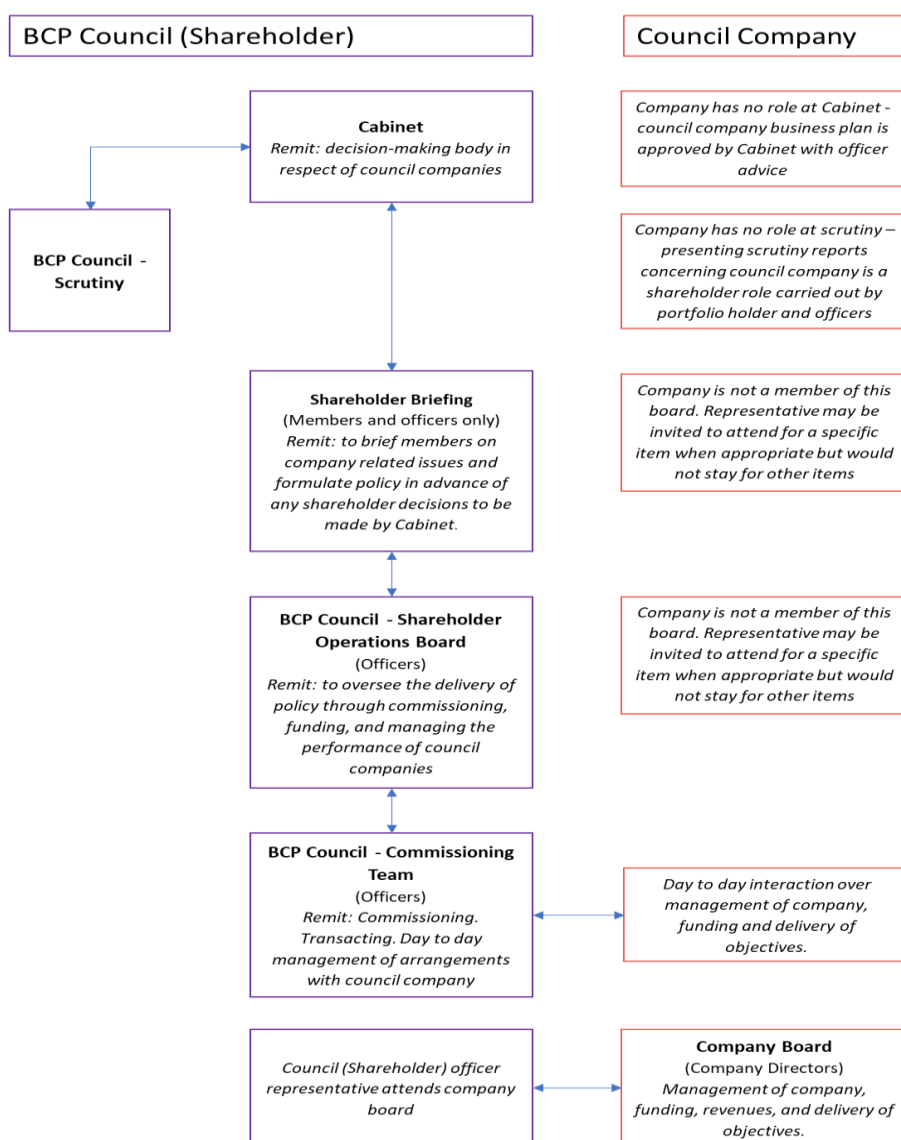 BCP Council (Shareholder)
Council Company
Cabinet
Remit: decision-making body in
respect of council companies
Company has no role at Cabinet -
council company business plan is
approved by Cabinet with officer
advice
BCP Council -
Scrutiny
Company has no role at scrutiny –
presenting scrutiny reports
concerning council company is a
shareholder role carried out by
portfolio holder and officers
Shareholder Briefing
(Members and officers only)
Remit: to brief members on
company related issues and
formulate policy in advance of
any shareholder decisions to be
made by Cabinet.
Company is not a member of this
board. Representative may be
invited to attend for a specific
item when appropriate but would
not stay for other items
BCP Council - Shareholder
Operations Board
(Officers)
Remit: to oversee the delivery of
policy through commissioning,
funding, and managing the
performance of council
companies
Company is not a member of this
board. Representative may be
invited to attend for a specific
item when appropriate but would
not stay for other items
BCP Council - Commissioning
Team
(Officers)
Remit: Commissioning.
Transacting. Day to day
management of arrangements
with council company
Day to day interaction over
management of company,
funding and delivery of
objectives.
Council (Shareholder) officer
representative attends company
board
Company Board
(Company Directors)
Management of company,
funding, revenues, and delivery of
objectives.